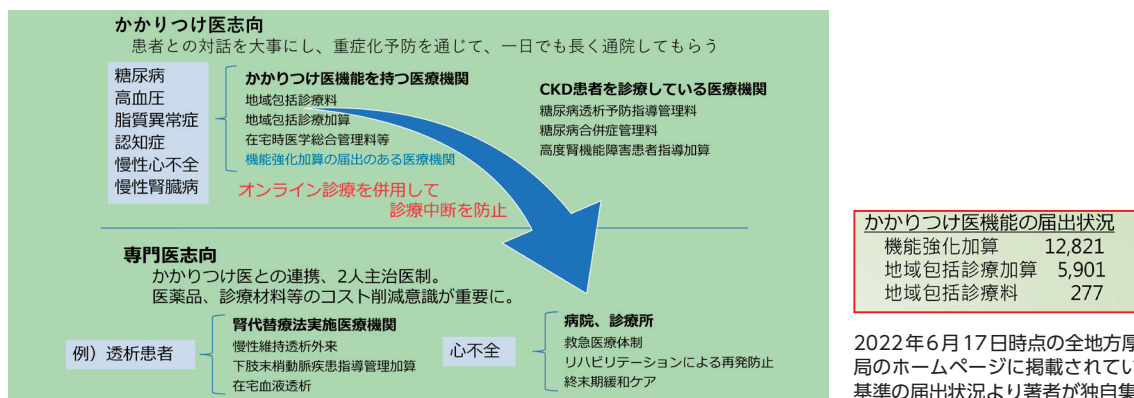 かかりつけ医志向
患者との対話を大事にし、重症化予防を通じて、一日でも長く通院してもらう
糖尿病
高血圧
脂質異常症
認知症
慢性心不全
慢性腎臓病
かかりつけ医機能を持つ医療機関
地域包括診療料
地域包括診療加算
在宅時医学総合管理料等
機能強化加算の届出のある医療機関
CKD患者を診療している医療機関
糖尿病透析予防指導管理料
糖尿病合併症管理料
高度腎機能障害患者指導加算
オンライン診療を併用して
診療中断を防止
専門医志向
かかりつけ医との連携、2人主治医制。
医薬品、診療材料等のコスト削減意識が重要に。
例）透析患者
腎代替療法実施医療機関
慢性維持透析外来
下肢末梢動脈疾患指導管理加算
在宅血液透析
心不全
病院、診療所
救急医療体制
リハビリテーションによる再発防止
終末期緩和ケア
かかりつけ医機能の届出状況
機能強化加算 12,821
地域包括診療加算 5,901
地域包括診療料 277
2022年6月17日時点の全地方厚
局のホームページに掲載されてい
基準の届出状況より著者が独自集